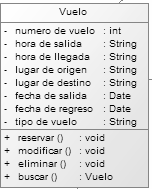 Vuelo
- numero de vuelo : int
- hora de salida : String
- hora de llegada : String
- lugar de origen : String
- lugar de destino : String
- fecha de salida : Date
- fecha de regreso : Date
- tipo de vuelo : String
+ reservar () : void
+ modificar () : void
+ eliminar () : void
+ buscar () : Vuelo